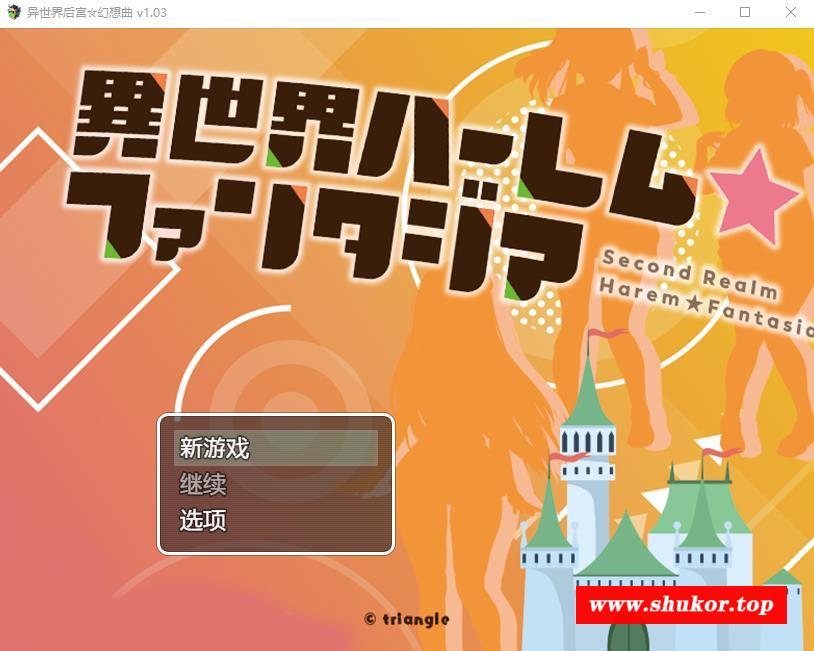 异世界后宫☆幻想曲 v1.03
異世界ハーレム
ファンタジア★
Second Realm
Harem★Fantasia
新游戏
继续
选项
© triangle
www.shukor.top